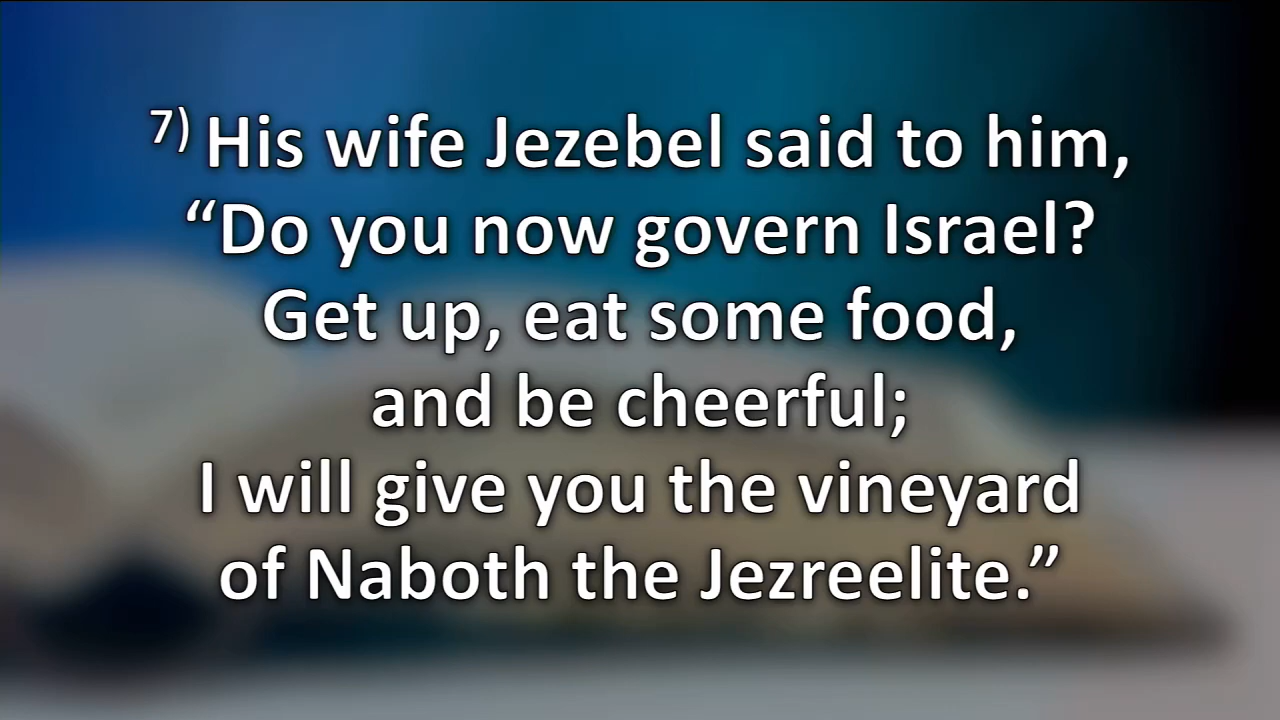 7) His wife Jezebel said to him,
“Do you now govern Israel?
Get up, eat some food,
and be cheerful;
I will give you the vineyard
of Naboth the Jezreelite.”